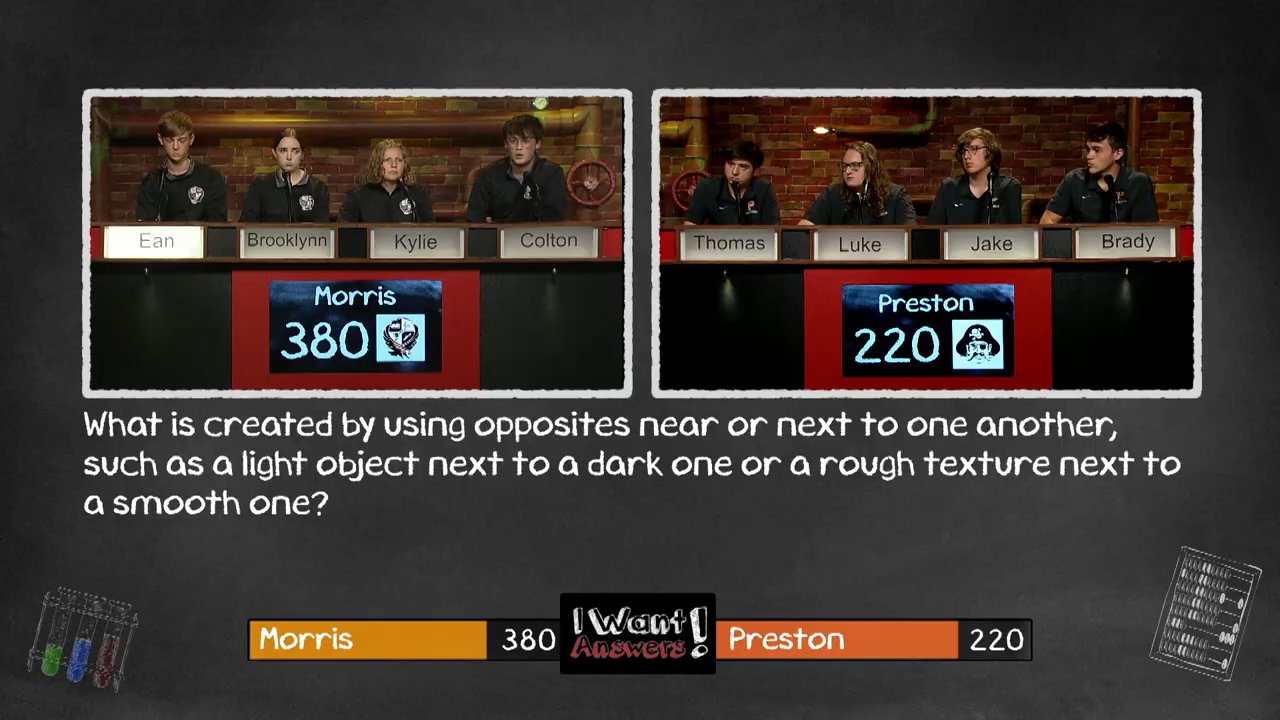 Ean Brooklynn Kylie Colton
Thomas Luke Jake Brady
Morris
380
Preston
220
What is created by using opposites near or next to one another,
such as a light object next to a dark one or a rough texture next to
a smooth one?
Morris 380
I Want
Answers!
Preston 220